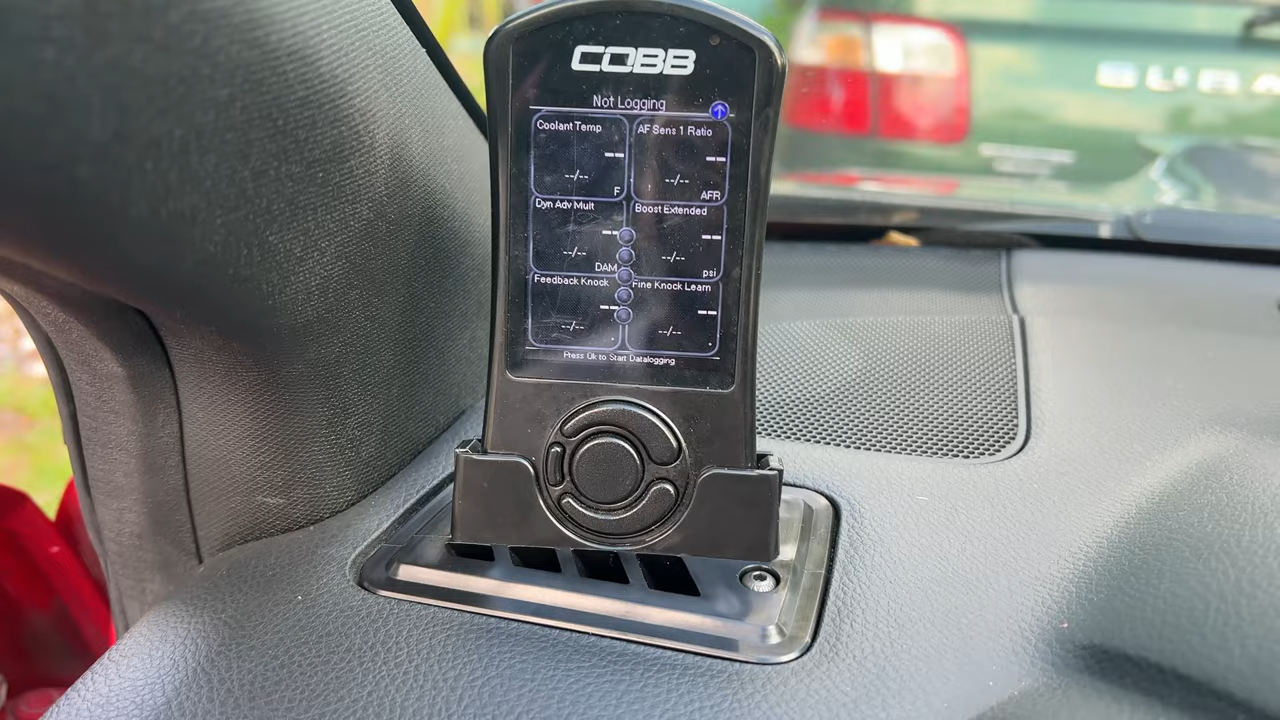 COBB
Not Logging
Coolant Temp
--
--/--
F
AF Sens 1 Ratio
--
--/--
AFR
Dyn Adv Mult
--
--/--
DAM
Boost Extended
--
--/--
psi
Feedback Knock
--
--/--
°
Fine Knock Learn
--
--/--
°
Press Ok to Start Datalogging
SUBA